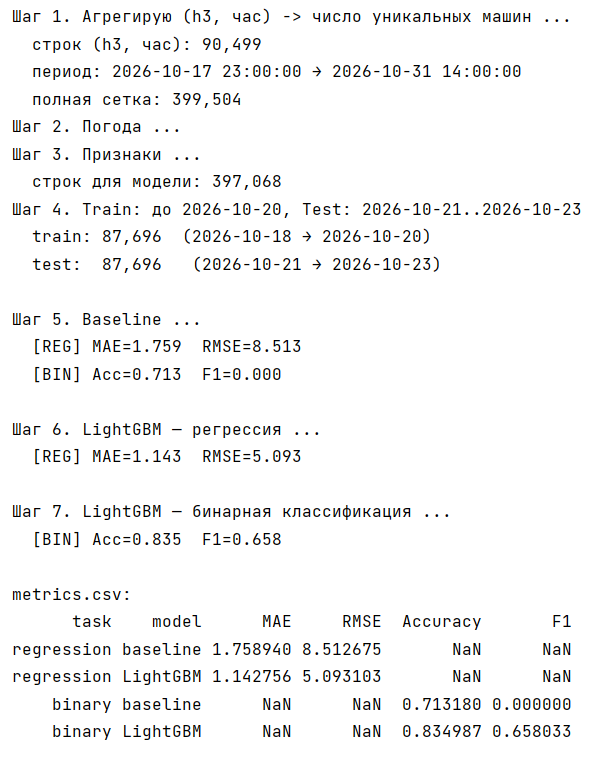 Шаг 1. Агрегирую (h3, час) -> число уникальных машин ...
строк (h3, час): 90,499
период: 2026-10-17 23:00:00 → 2026-10-31 14:00:00
полная сетка: 399,504
Шаг 2. Погода ...
Шаг 3. Признаки ...
строк для модели: 397,068
Шаг 4. Train: до 2026-10-20, Test: 2026-10-21..2026-10-23
train: 87,696 (2026-10-18 → 2026-10-20)
test: 87,696 (2026-10-21 → 2026-10-23)
Шаг 5. Baseline ...
[REG] MAE=1.759 RMSE=8.513
[BIN] Acc=0.713 F1=0.000
Шаг 6. LightGBM — регрессия ...
[REG] MAE=1.143 RMSE=5.093
Шаг 7. LightGBM — бинарная классификация ...
[BIN] Acc=0.835 F1=0.658
metrics.csv:
task model MAE RMSE Accuracy F1
regression baseline 1.758940 8.512675 NaN NaN
regression LightGBM 1.142756 5.093103 NaN NaN
binary baseline NaN NaN 0.713180 0.000000
binary LightGBM NaN NaN 0.834987 0.658033